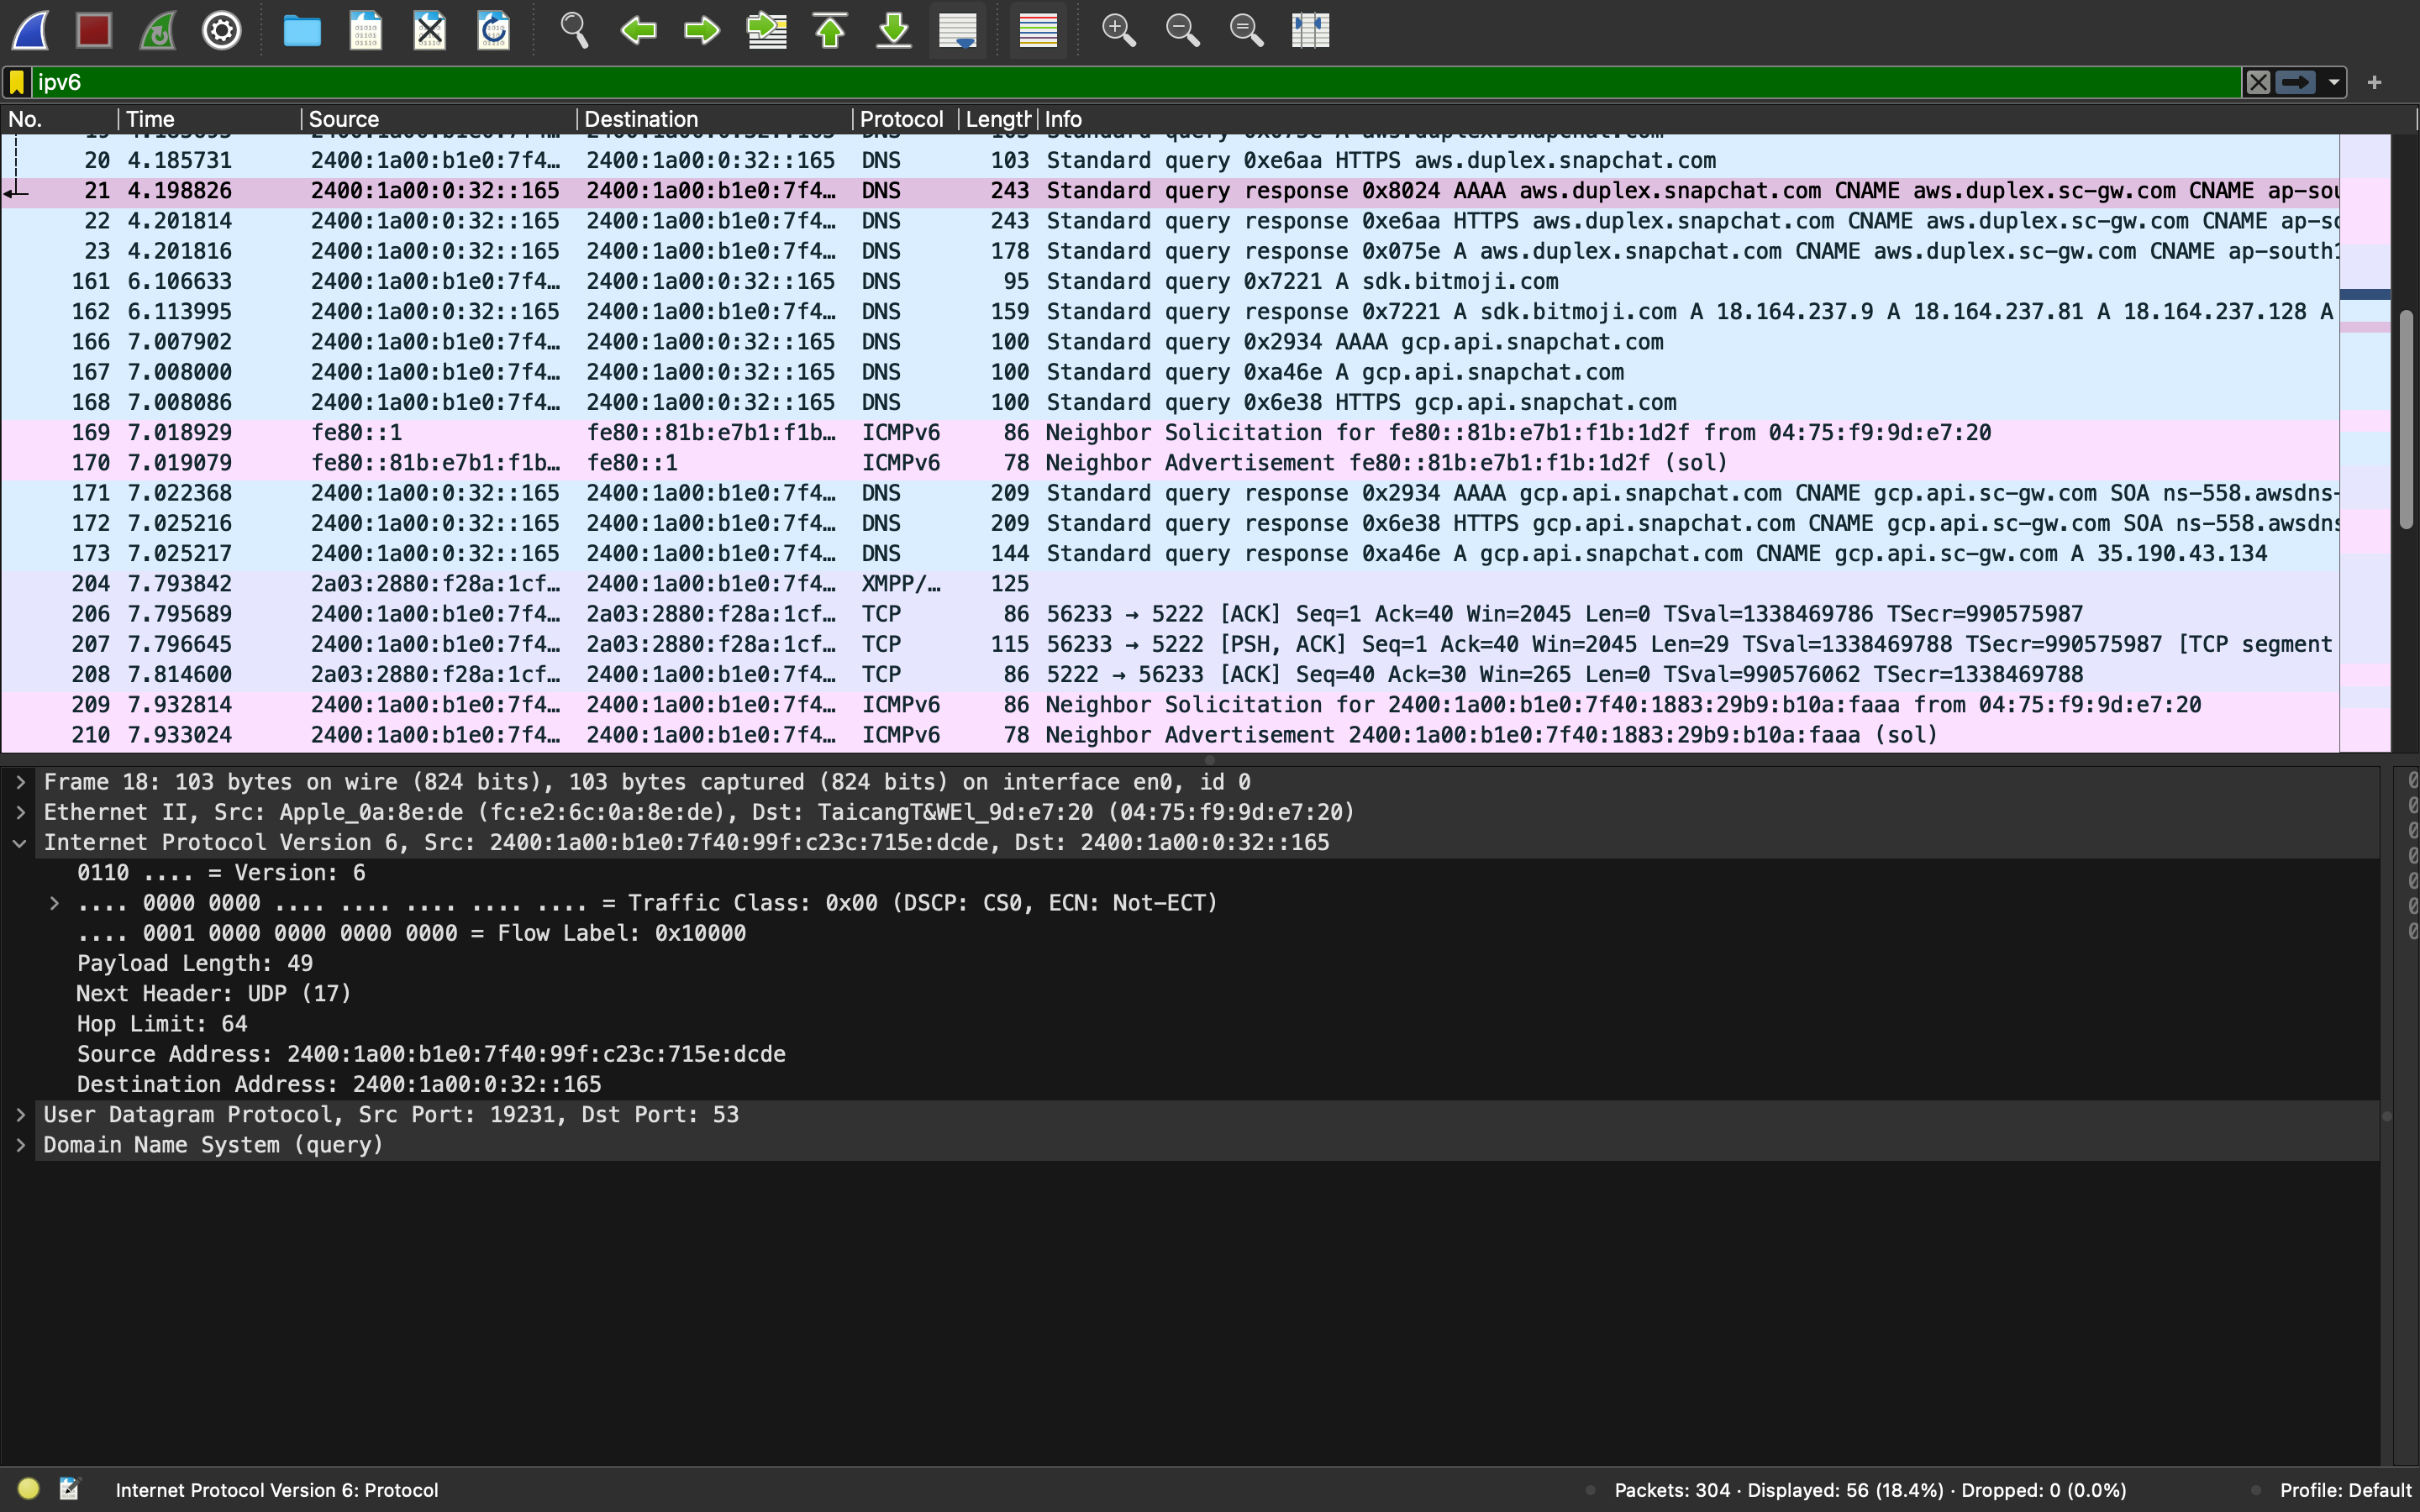 ipv6
No. Time Source Destination Protocol Length Info
20 4.185731 2400:1a00:b1e0:7f4… 2400:1a00:0:32::165 DNS 103 Standard query 0xe6aa HTTPS aws.duplex.snapchat.com
21 4.198826 2400:1a00:0:32::165 2400:1a00:b1e0:7f4… DNS 243 Standard query response 0x8024 AAAA aws.duplex.snapchat.com CNAME aws.duplex.sc-gw.com CNAME ap-sou
22 4.201814 2400:1a00:0:32::165 2400:1a00:b1e0:7f4… DNS 243 Standard query response 0xe6aa HTTPS aws.duplex.snapchat.com CNAME aws.duplex.sc-gw.com CNAME ap-so
23 4.201816 2400:1a00:0:32::165 2400:1a00:b1e0:7f4… DNS 178 Standard query response 0x075e A aws.duplex.snapchat.com CNAME aws.duplex.sc-gw.com CNAME ap-south1
161 6.106633 2400:1a00:b1e0:7f4… 2400:1a00:0:32::165 DNS 95 Standard query 0x7221 A sdk.bitmoji.com
162 6.113995 2400:1a00:0:32::165 2400:1a00:b1e0:7f4… DNS 159 Standard query response 0x7221 A sdk.bitmoji.com A 18.164.237.9 A 18.164.237.81 A 18.164.237.128 A
166 7.007902 2400:1a00:b1e0:7f4… 2400:1a00:0:32::165 DNS 100 Standard query 0x2934 AAAA gcp.api.snapchat.com
167 7.008000 2400:1a00:b1e0:7f4… 2400:1a00:0:32::165 DNS 100 Standard query 0xa46e A gcp.api.snapchat.com
168 7.008086 2400:1a00:b1e0:7f4… 2400:1a00:0:32::165 DNS 100 Standard query 0x6e38 HTTPS gcp.api.snapchat.com
169 7.018929 fe80::1 fe80::81b:e7b1:f1b… ICMPv6 86 Neighbor Solicitation for fe80::81b:e7b1:f1b:1d2f from 04:75:f9:9d:e7:20
170 7.019079 fe80::81b:e7b1:f1b… fe80::1 ICMPv6 78 Neighbor Advertisement fe80::81b:e7b1:f1b:1d2f (sol)
171 7.022368 2400:1a00:0:32::165 2400:1a00:b1e0:7f4… DNS 209 Standard query response 0x2934 AAAA gcp.api.snapchat.com CNAME gcp.api.sc-gw.com SOA ns-558.awsdns-
172 7.025216 2400:1a00:0:32::165 2400:1a00:b1e0:7f4… DNS 209 Standard query response 0x6e38 HTTPS gcp.api.snapchat.com CNAME gcp.api.sc-gw.com SOA ns-558.awsdns
173 7.025217 2400:1a00:0:32::165 2400:1a00:b1e0:7f4… DNS 144 Standard query response 0xa46e A gcp.api.snapchat.com CNAME gcp.api.sc-gw.com A 35.190.43.134
204 7.793842 2a03:2880:f28a:1cf… 2400:1a00:b1e0:7f4… XMPP/… 125
206 7.795689 2400:1a00:b1e0:7f4… 2a03:2880:f28a:1cf… TCP 86 56233 → 5222 [ACK] Seq=1 Ack=40 Win=2045 Len=0 TSval=1338469786 TSecr=990575987
207 7.796645 2400:1a00:b1e0:7f4… 2a03:2880:f28a:1cf… TCP 115 56233 → 5222 [PSH, ACK] Seq=1 Ack=40 Win=2045 Len=29 TSval=1338469788 TSecr=990575987 [TCP segment
208 7.814600 2a03:2880:f28a:1cf… 2400:1a00:b1e0:7f4… TCP 86 5222 → 56233 [ACK] Seq=40 Ack=30 Win=265 Len=0 TSval=990576062 TSecr=1338469788
209 7.932814 2400:1a00:b1e0:7f4… 2400:1a00:b1e0:7f4… ICMPv6 86 Neighbor Solicitation for 2400:1a00:b1e0:7f40:1883:29b9:b10a:faaa from 04:75:f9:9d:e7:20
210 7.933024 2400:1a00:b1e0:7f4… 2400:1a00:b1e0:7f4… ICMPv6 78 Neighbor Advertisement 2400:1a00:b1e0:7f40:1883:29b9:b10a:faaa (sol)
Frame 18: 103 bytes on wire (824 bits), 103 bytes captured (824 bits) on interface en0, id 0
Ethernet II, Src: Apple_0a:8e:de (fc:e2:6c:0a:8e:de), Dst: TaicangT&WEl_9d:e7:20 (04:75:f9:9d:e7:20)
Internet Protocol Version 6, Src: 2400:1a00:b1e0:7f40:99f:c23c:715e:dcde, Dst: 2400:1a00:0:32::165
0110 .... = Version: 6
.... 0000 0000 .... .... .... .... .... = Traffic Class: 0x00 (DSCP: CS0, ECN: Not-ECT)
.... 0001 0000 0000 0000 0000 = Flow Label: 0x10000
Payload Length: 49
Next Header: UDP (17)
Hop Limit: 64
Source Address: 2400:1a00:b1e0:7f40:99f:c23c:715e:dcde
Destination Address: 2400:1a00:0:32::165
User Datagram Protocol, Src Port: 19231, Dst Port: 53
Domain Name System (query)
Internet Protocol Version 6: Protocol
Packets: 304 · Displayed: 56 (18.4%) · Dropped: 0 (0.0%)
Profile: Default